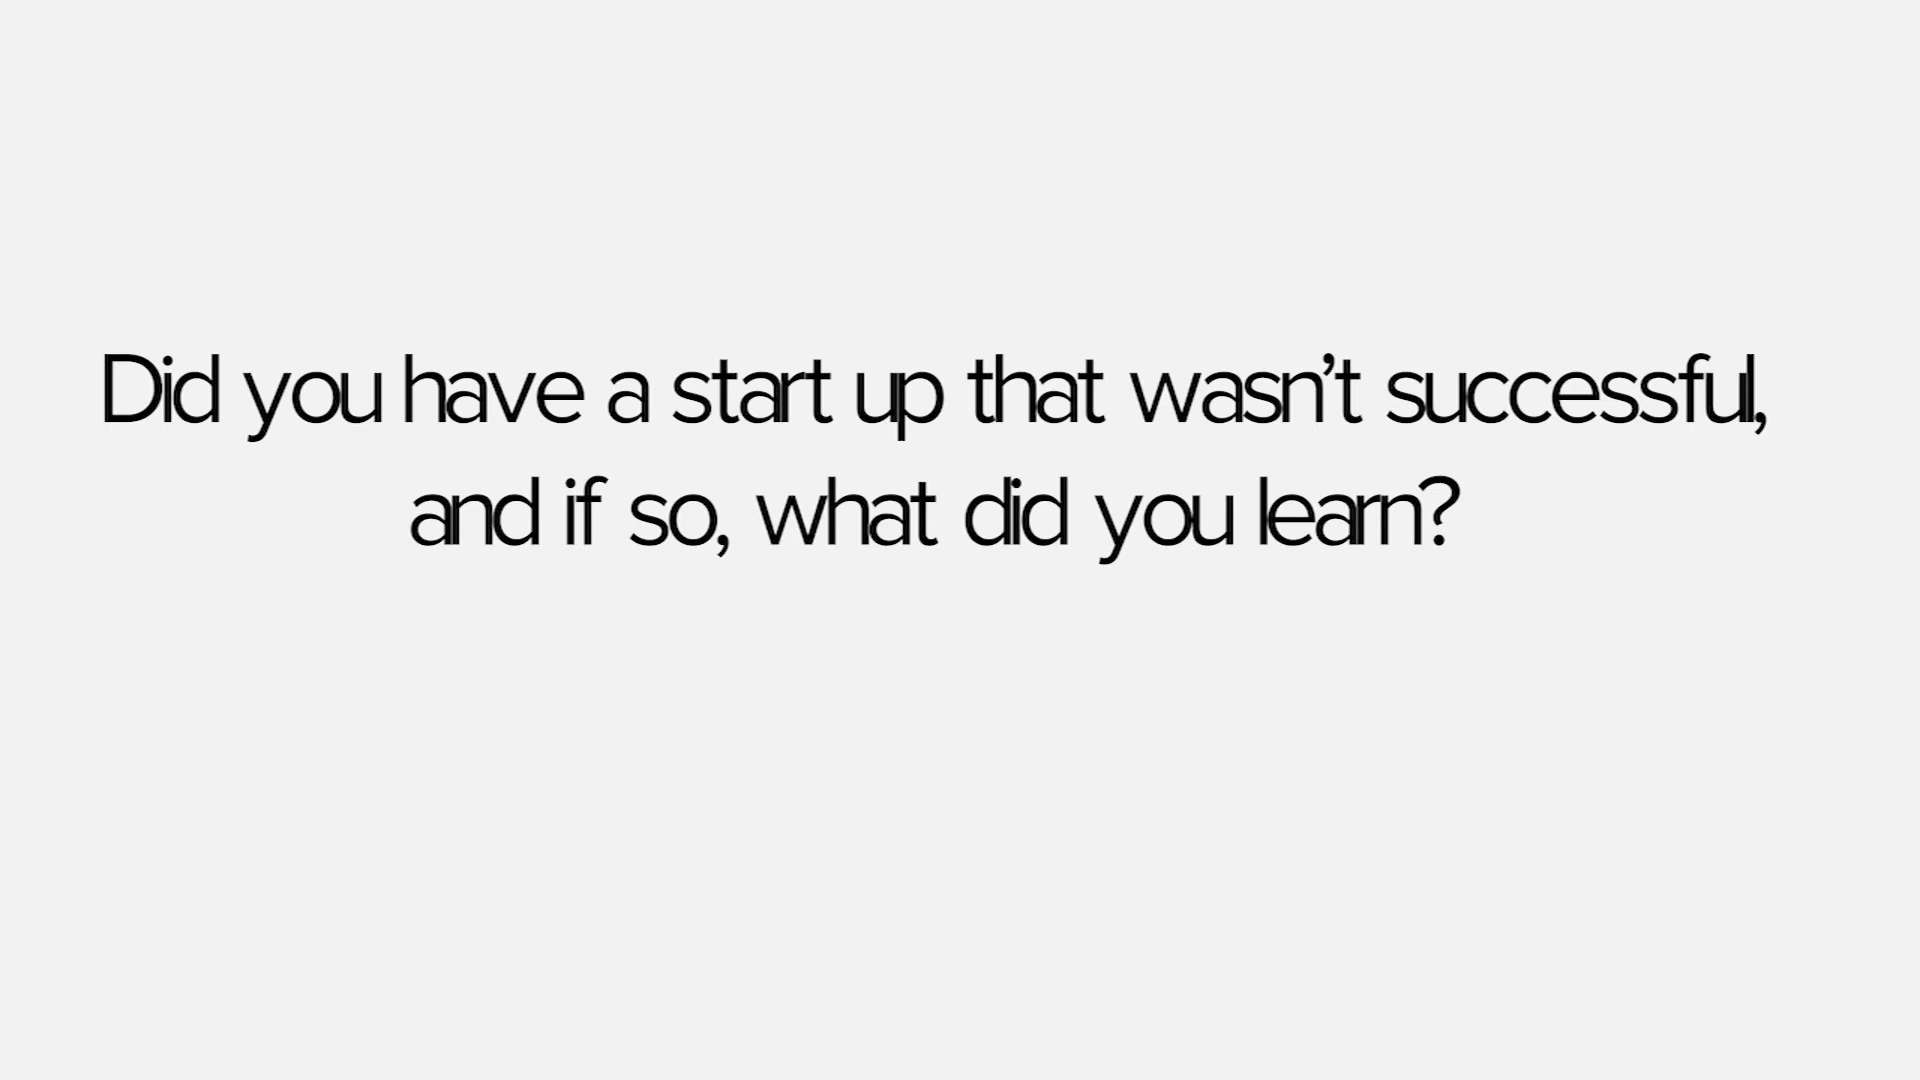 Did you have a start up that wasn’t successful,
and if so, what did you learn?